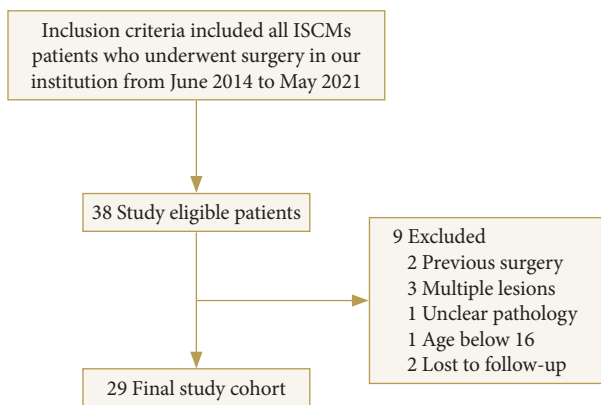 Inclusion criteria included all ISCMs
patients who underwent surgery in our
institution from June 2014 to May 2021
38 Study eligible patients
9 Excluded
2 Previous surgery
3 Multiple lesions
1 Unclear pathology
1 Age below 16
2 Lost to follow-up
29 Final study cohort